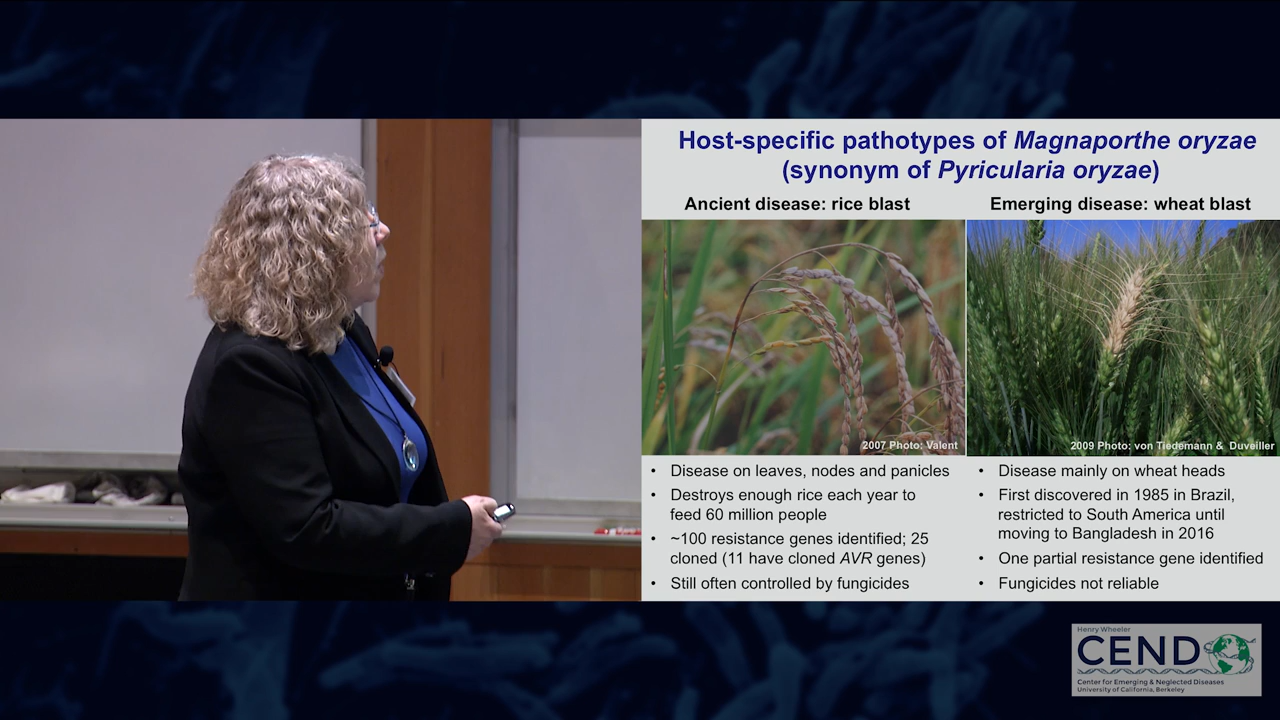 Host-specific pathotypes of Magnaporthe oryzae
(synonym of Pyricularia oryzae)
Ancient disease: rice blast
2007 Photo: Valent
• Disease on leaves, nodes and panicles
• Destroys enough rice each year to
feed 60 million people
• ~100 resistance genes identified; 25
cloned (11 have cloned AVR genes)
• Still often controlled by fungicides
Emerging disease: wheat blast
2009 Photo: von Tiedemann & Duveiller
• Disease mainly on wheat heads
• First discovered in 1985 in Brazil,
restricted to South America until
moving to Bangladesh in 2016
• One partial resistance gene identified
• Fungicides not reliable
Henry Wheeler
CEND
Center for Emerging & Neglected Diseases
University of California, Berkeley